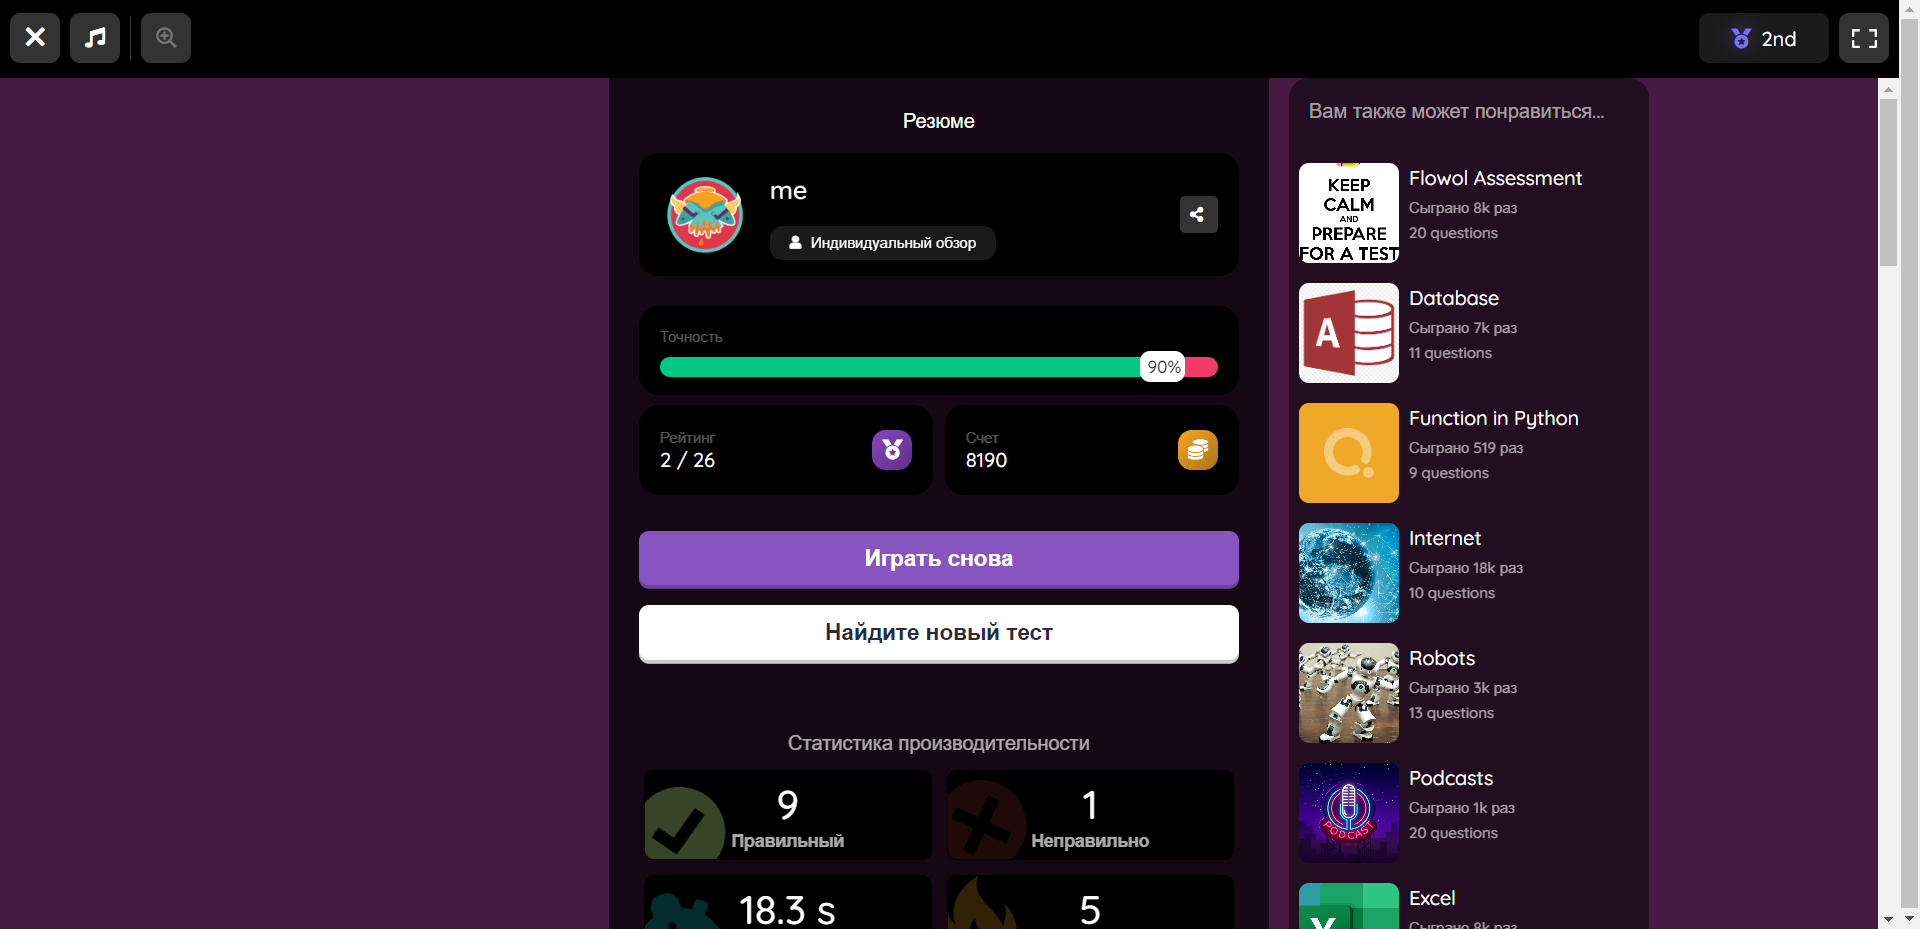 2nd
Резюме
me
Индивидуальный обзор
Точность
90%
Рейтинг
2 / 26
Счет
8190
Играть снова
Найдите новый тест
Статистика производительности
9
Правильный
1
Неправильно
18.3 s
5
Вам также может понравиться...
KEEP
CALM
AND
PREPARE
FOR A TEST
Flowol Assessment
Сыграно 8k раз
20 questions
A
Database
Сыграно 7k раз
11 questions
Function in Python
Сыграно 519 раз
9 questions
Internet
Сыграно 18k раз
10 questions
Robots
Сыграно 3k раз
13 questions
PODCAST
Podcasts
Сыграно 1k раз
20 questions
X
Excel
Сыграно 8k раз